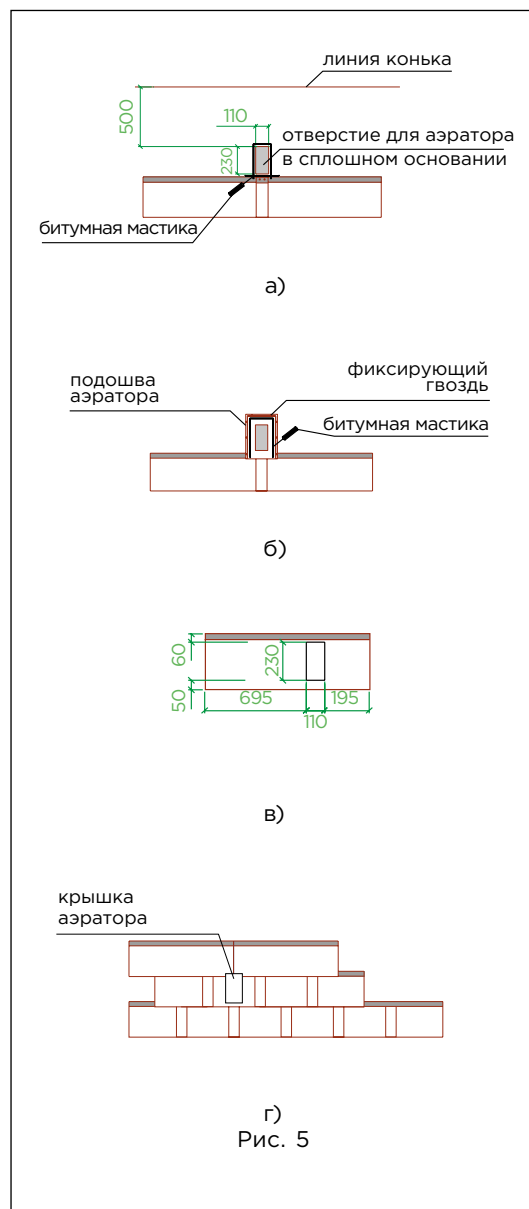 линия конька
500
110
отверстие для аэратора
в сплошном основании
230
битумная мастика
а)
фиксирующий
гвоздь
подошва
аэратора
битумная мастика
б)
60
230
50
695
195
110
в)
крышка
аэратора
г)
Рис. 5